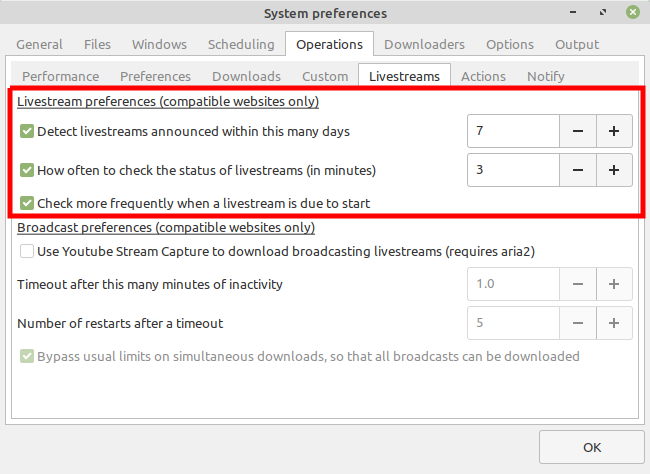 System preferences
General Files Windows Scheduling Operations Downloaders Options Output
Performance Preferences Downloads Custom Livestreams Actions Notify
Livestream preferences (compatible websites only)
Detect livestreams announced within this many days 7
How often to check the status of livestreams (in minutes) 3
Check more frequently when a livestream is due to start
Broadcast preferences (compatible websites only)
Use Youtube Stream Capture to download broadcasting livestreams (requires aria2)
Timeout after this many minutes of inactivity 1.0
Number of restarts after a timeout 5
Bypass usual limits on simultaneous downloads, so that all broadcasts can be downloaded
OK